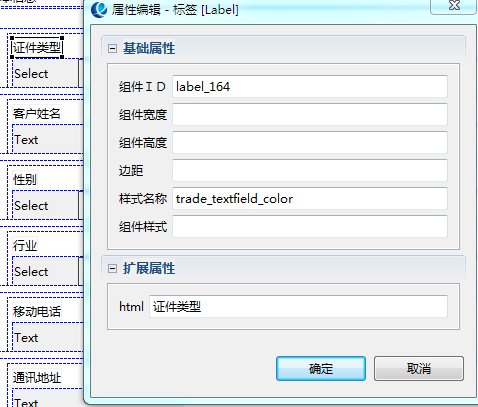 证件类型
Select
客户姓名
Text
性别
Select
行业
Select
移动电话
Text
通讯地址
Text
属性编辑 - 标签 [Label]
基础属性
组件ＩＤ label_164
组件宽度
组件高度
边距
样式名称 trade_textfield_color
组件样式
扩展属性
html 证件类型
确定 取消